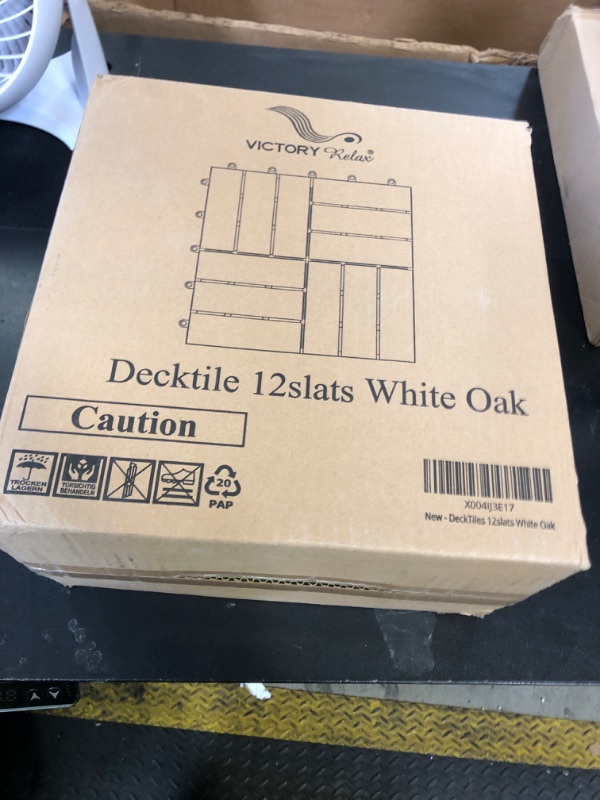 VICTORY Relax®
Decktile 12slats White Oak
Caution
TROCKEN
LAGERN
VORSICHTIG
BEHANDELN
20
PAP
X004IJ3E17
New - DeckTiles 12slats White Oak